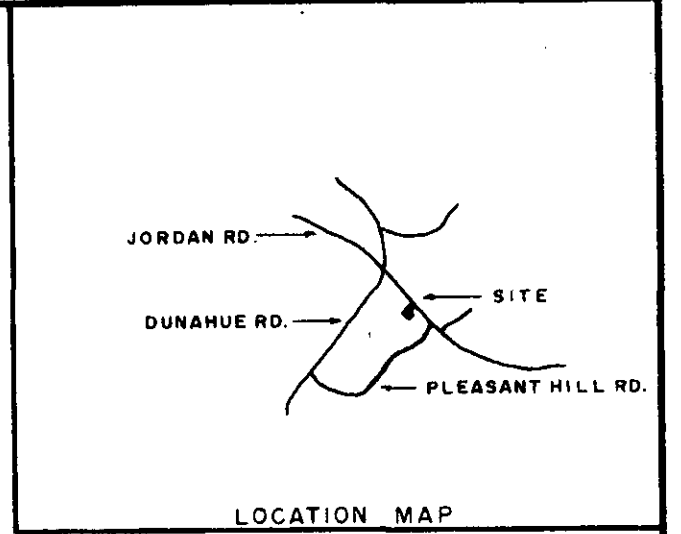 JORDAN RD.
SITE
DUNAHUE RD.
PLEASANT HILL RD.
LOCATION MAP